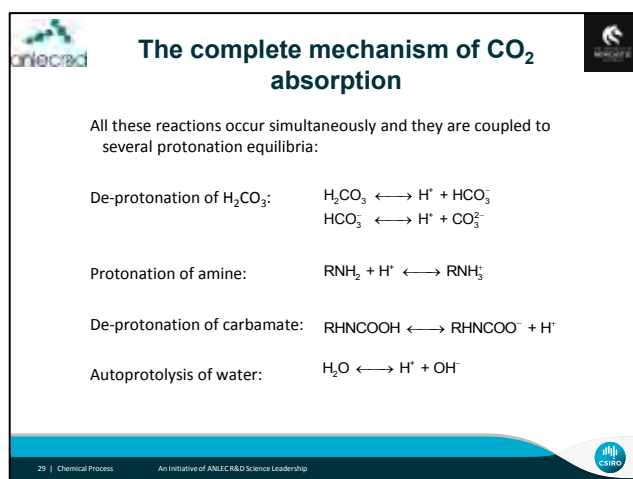 anlecr&d
The complete mechanism of CO₂
absorption
All these reactions occur simultaneously and they are coupled to
several protonation equilibria:
De-protonation of H₂CO₃: H₂CO₃ ⟷ H⁺ + HCO₃⁻
HCO₃⁻ ⟷ H⁺ + CO₃²⁻
Protonation of amine: RNH₂ + H⁺ ⟷ RNH₃⁺
De-protonation of carbamate: RHNCOOH ⟷ RHNCOO⁻ + H⁺
Autoprotolysis of water: H₂O ⟷ H⁺ + OH⁻
29 | Chemical Process An Initiative of ANLEC R&D Science Leadership
CSIRO